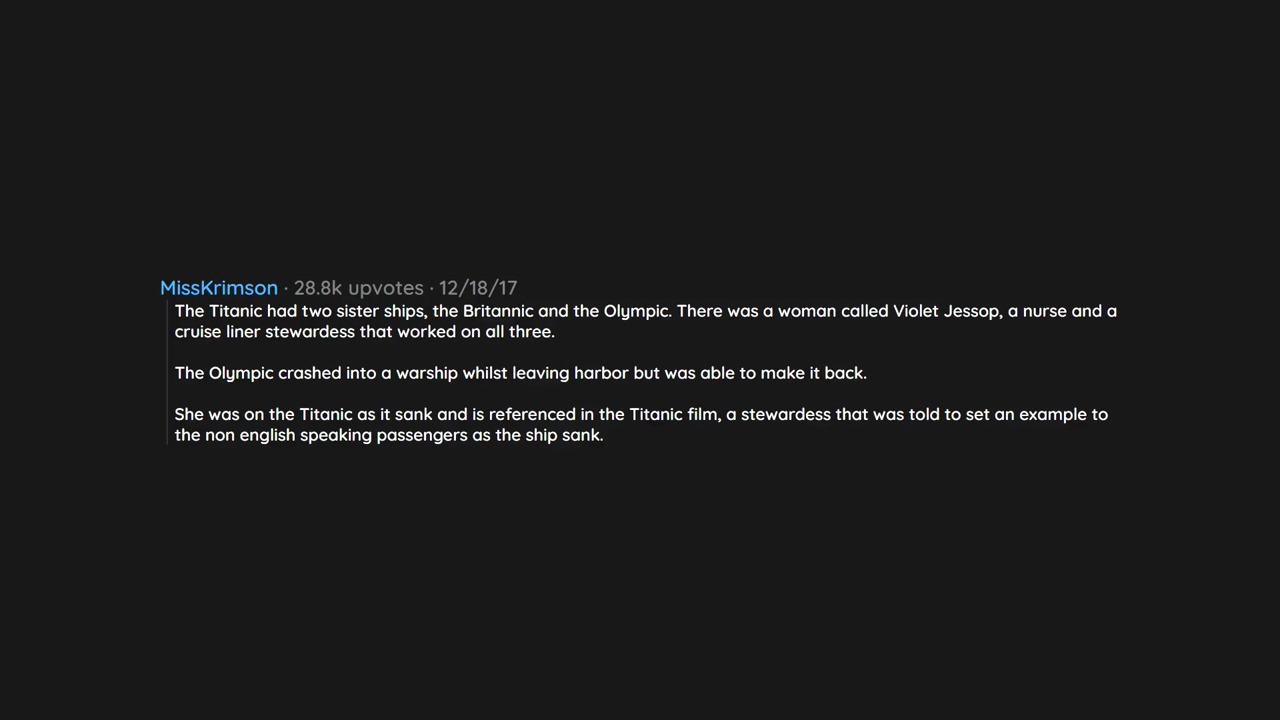 MissKrimson · 28.8k upvotes · 12/18/17
The Titanic had two sister ships, the Britannic and the Olympic. There was a woman called Violet Jessop, a nurse and a
cruise liner stewardess that worked on all three.
The Olympic crashed into a warship whilst leaving harbor but was able to make it back.
She was on the Titanic as it sank and is referenced in the Titanic film, a stewardess that was told to set an example to
the non english speaking passengers as the ship sank.